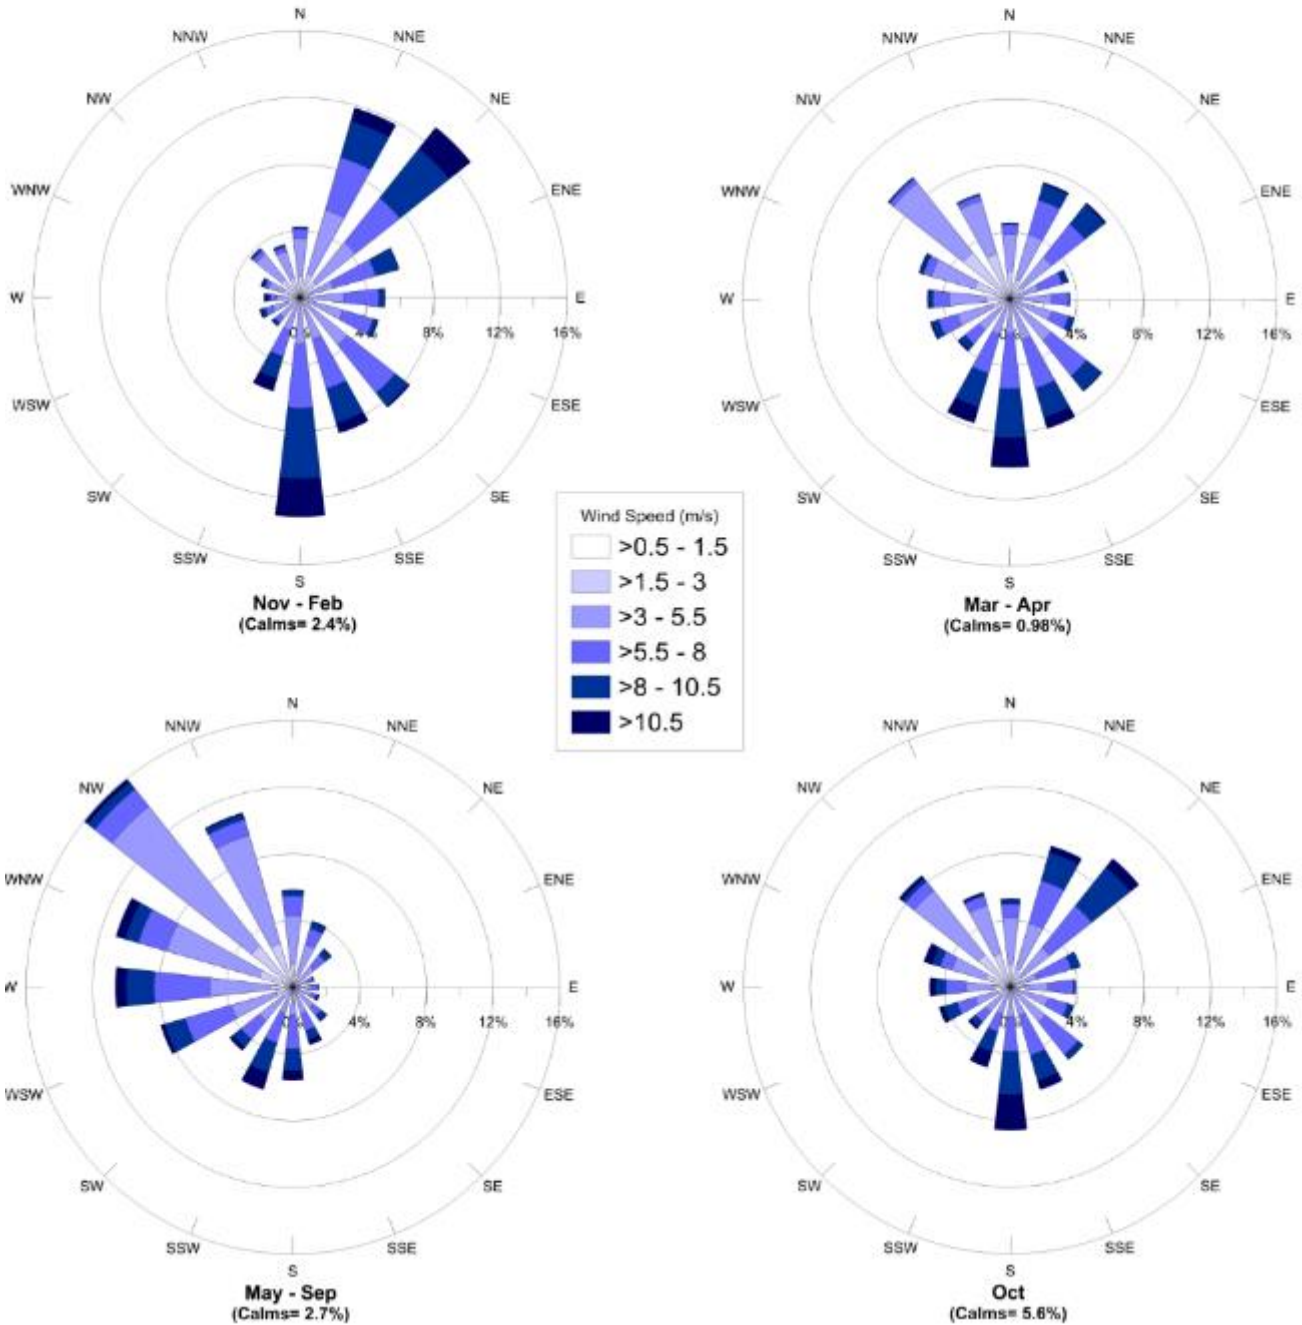 N
N
NNW
NNE
NNW
NNE
NW
NE
NW
NE
WNW
ENE
WNW
ENE
W
E
W
E
0% 4% 8% 12% 16%
0% 4% 8% 12% 16%
WSW
ESE
WSW
ESE
SW
SE
SW
SE
SSW
SSE
SSW
SSE
S
S
Nov - Feb
(Calms= 2.4%)
Mar - Apr
(Calms= 0.98%)
Wind Speed (m/s)
>0.5 - 1.5
>1.5 - 3
>3 - 5.5
>5.5 - 8
>8 - 10.5
>10.5
N
N
NNW
NNE
NNW
NNE
NW
NE
NW
NE
WNW
ENE
WNW
ENE
W
E
W
E
0% 4% 8% 12% 16%
0% 4% 8% 12% 16%
WSW
ESE
WSW
ESE
SW
SE
SW
SE
SSW
SSE
SSW
SSE
S
S
May - Sep
(Calms= 2.7%)
Oct
(Calms= 5.6%)